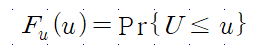 F_u(u) = Pr{U ≤ u}